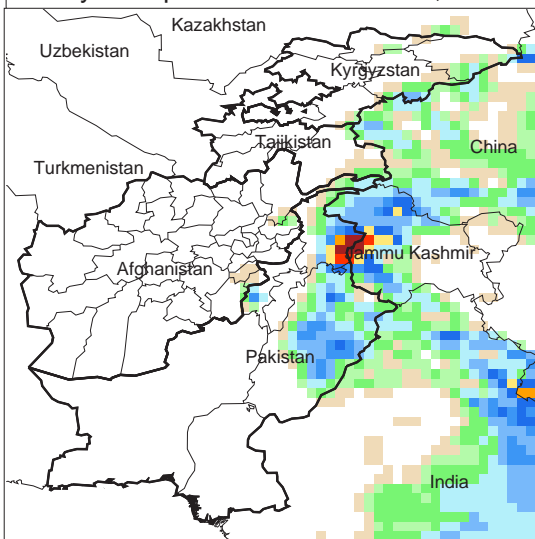 Kazakhstan
Uzbekistan
Kyrgyzstan
China
Tajikistan
Turkmenistan
Jammu Kashmir
Afghanistan
Pakistan
India